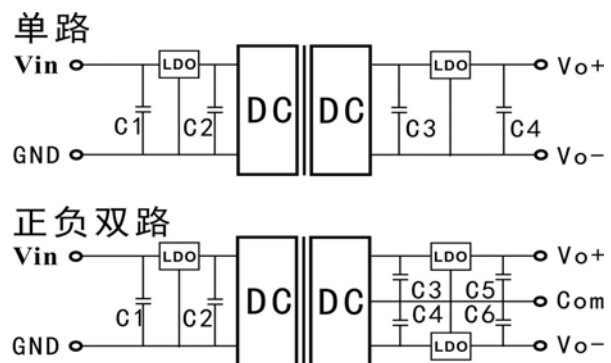 单路
Vin LDO DC DC LDO Vo+
C1 C2 C3 C4
GND Vo-
正负双路
Vin LDO DC DC LDO Vo+
C3 C5
Com
C1 C2 C4 C6
GND LDO Vo-